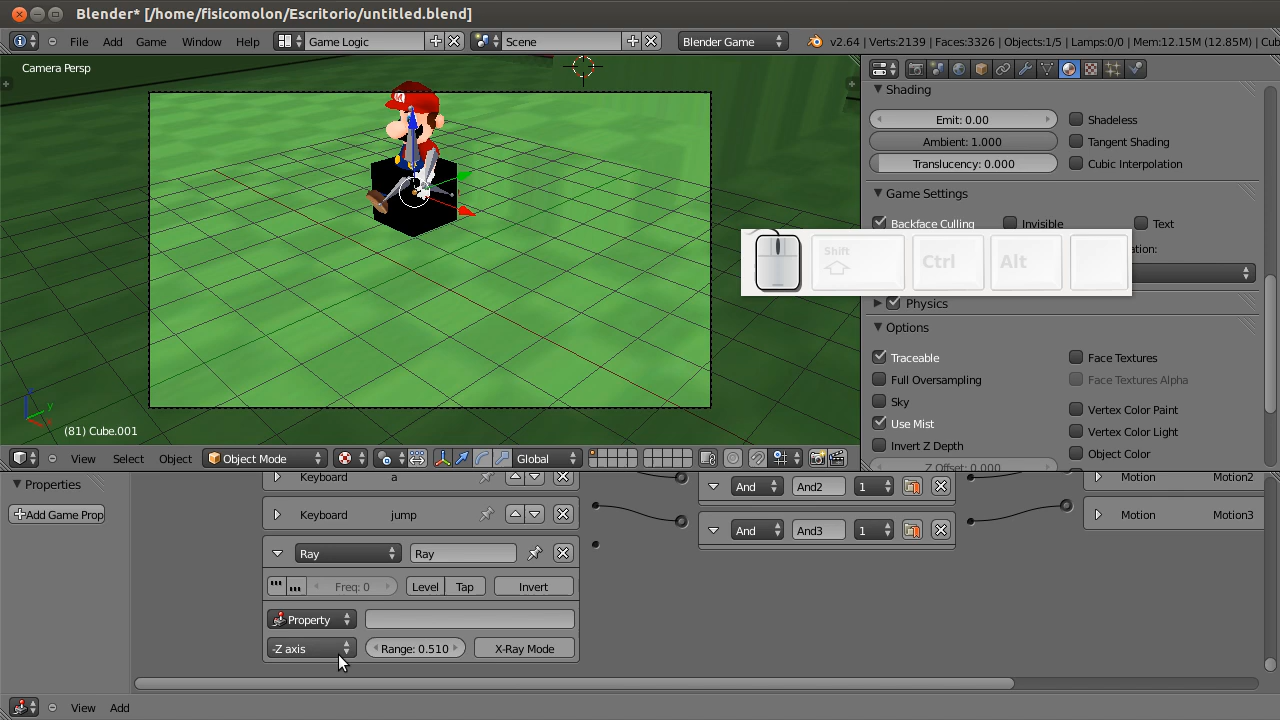 Blender* [/home/fisicomolon/Escritorio/untitled.blend]
File Add Game Window Help Game Logic Scene Blender Game v2.64 | Verts:2139 | Faces:3326 | Objects:1/5 | Lamps:0/0 | Mem:12.15M (12.85M) | Cub
Camera Persp
(81) Cube.001
View Select Object Object Mode Global
Shading
Emit: 0.00 Shadeless
Ambient: 1.000 Tangent Shading
Translucency: 0.000 Cubic Interpolation
Game Settings
Backface Culling Invisible Text
ation:
Shift Ctrl Alt
Physics
Options
Traceable Face Textures
Full Oversampling Face Textures Alpha
Sky Vertex Color Paint
Use Mist Vertex Color Light
Invert Z Depth Object Color
Z Offset: 0.000
Properties
Add Game Prop
Keyboard a And And2 1 Motion Motion2
Keyboard jump And And3 1 Motion Motion3
Ray Ray
Freq: 0 Level Tap Invert
Property
-Z axis Range: 0.510 X-Ray Mode
View Add